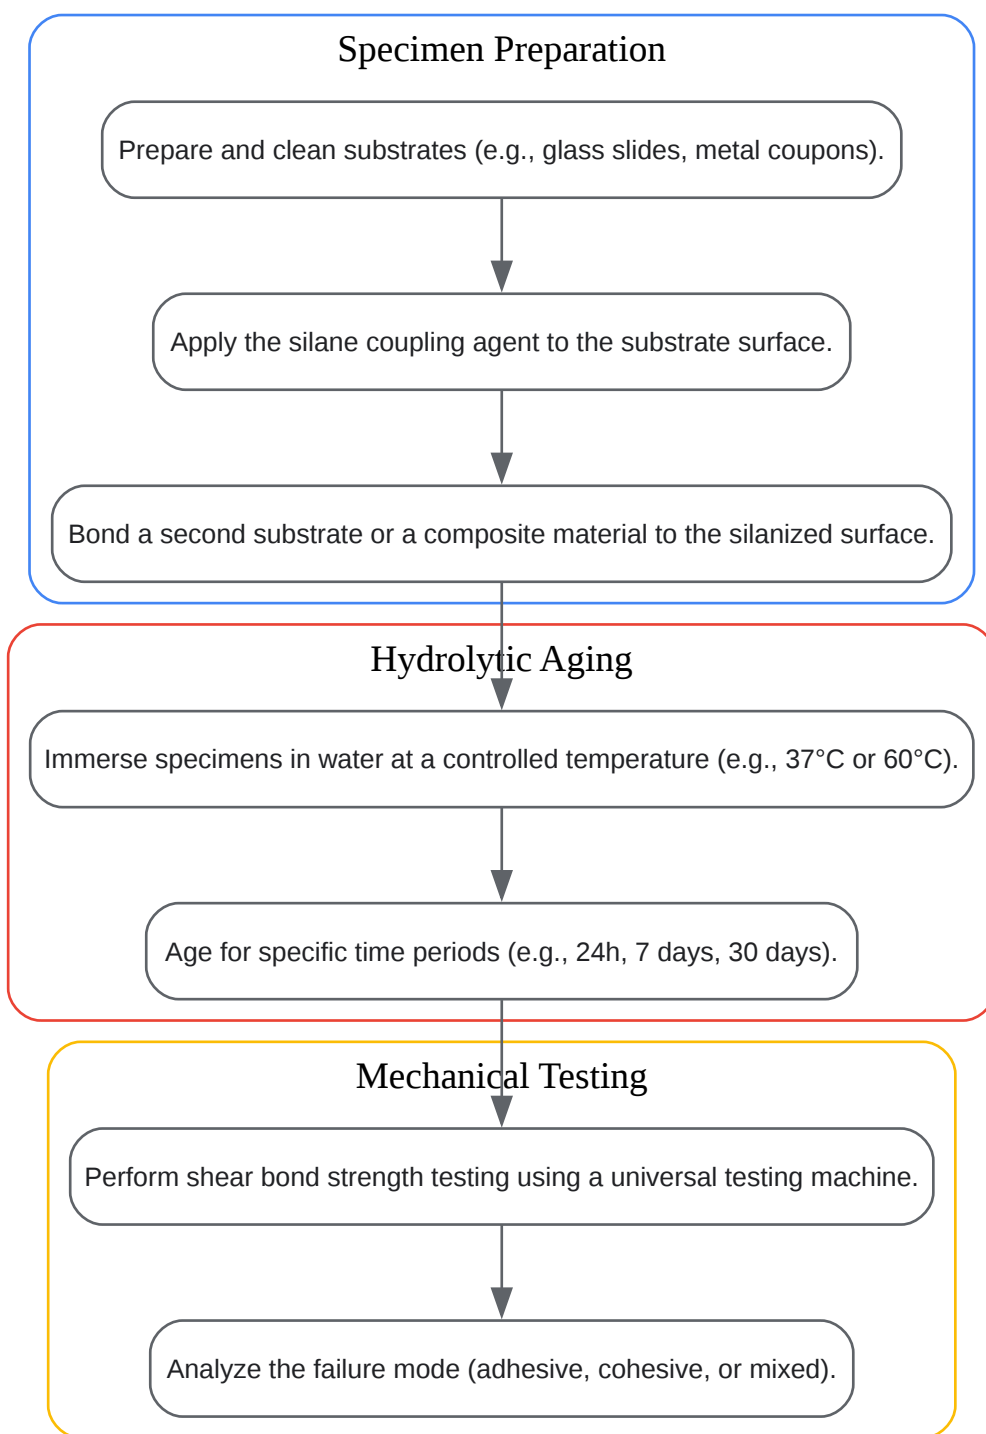 Specimen Preparation
Prepare and clean substrates (e.g., glass slides, metal coupons).
Apply the silane coupling agent to the substrate surface.
Bond a second substrate or a composite material to the silanized surface.
Hydrolytic Aging
Immerse specimens in water at a controlled temperature (e.g., 37°C or 60°C).
Age for specific time periods (e.g., 24h, 7 days, 30 days).
Mechanical Testing
Perform shear bond strength testing using a universal testing machine.
Analyze the failure mode (adhesive, cohesive, or mixed).